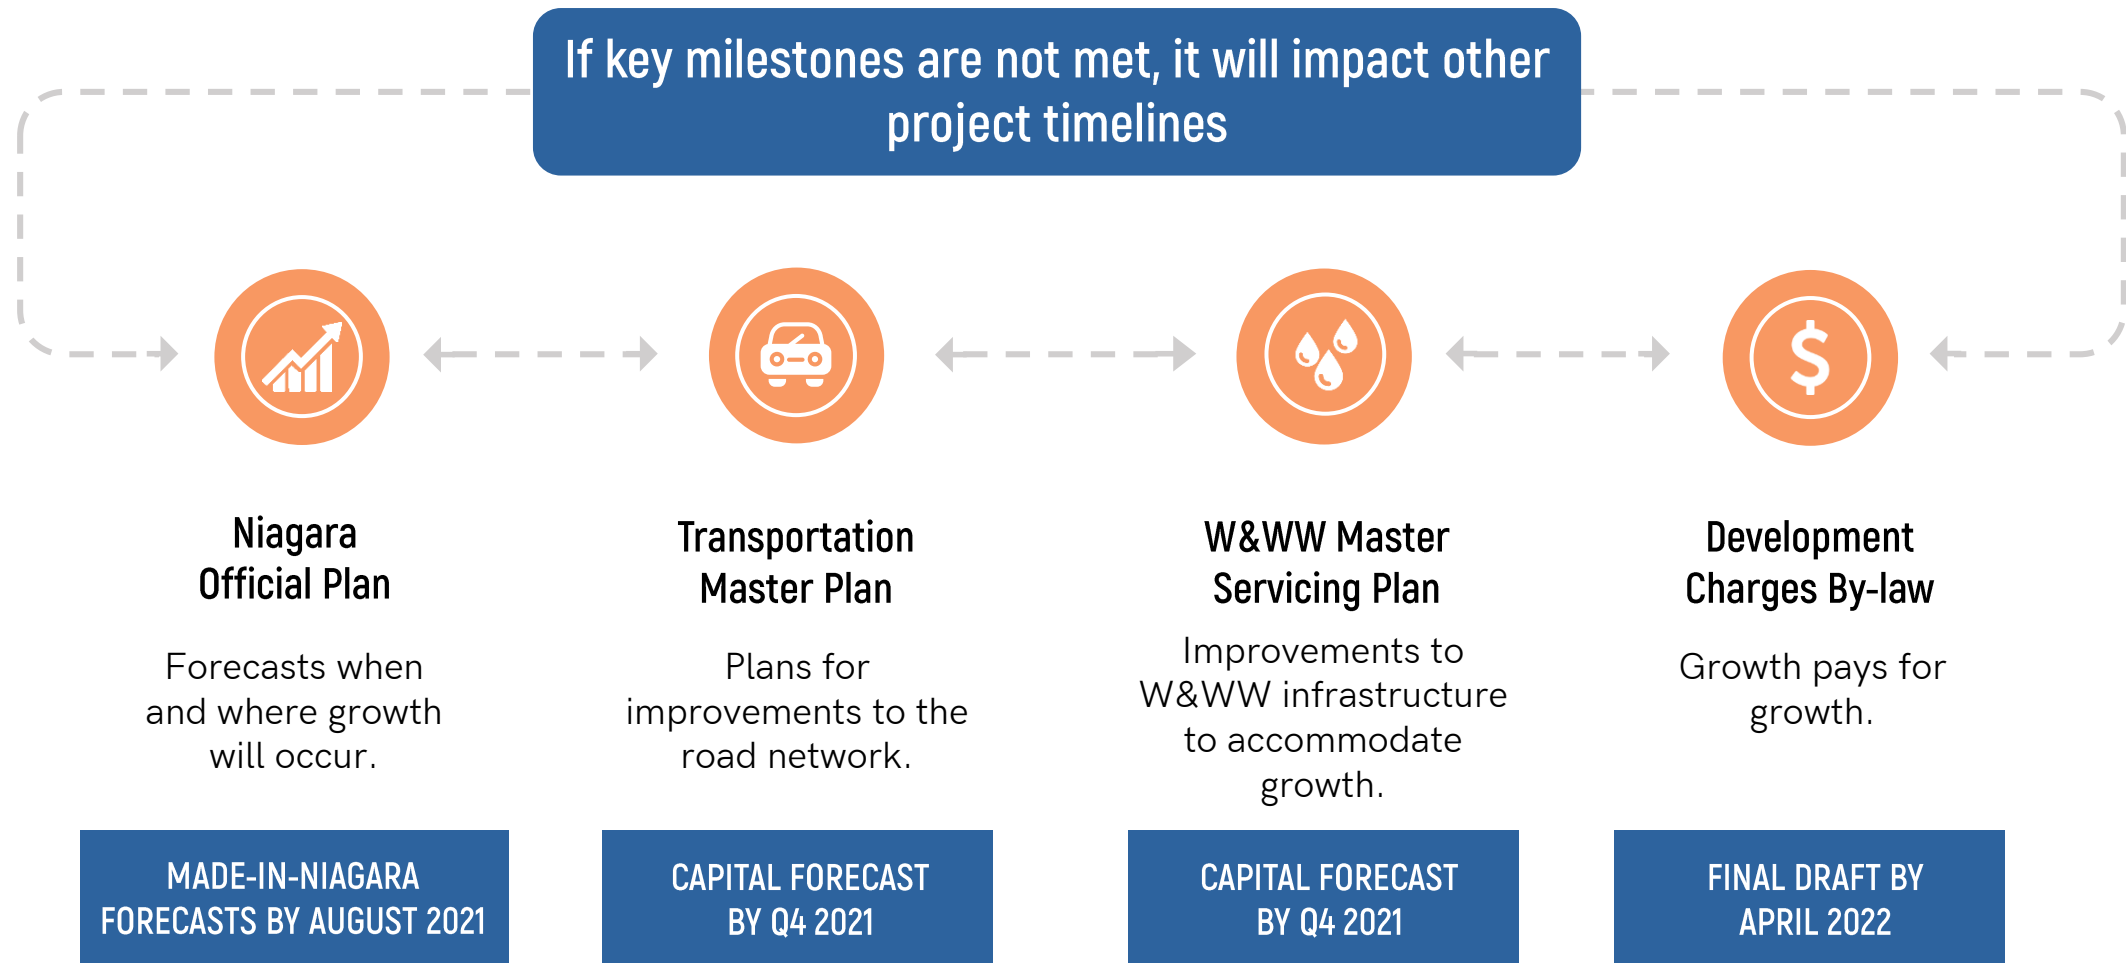 If key milestones are not met, it will impact other
project timelines
$
Niagara
Official Plan
Forecasts when
and where growth
will occur.
MADE-IN-NIAGARA
FORECASTS BY AUGUST 2021
Transportation
Master Plan
Plans for
improvements to the
road network.
CAPITAL FORECAST
BY Q4 2021
W&WW Master
Servicing Plan
Improvements to
W&WW infrastructure
to accommodate
growth.
CAPITAL FORECAST
BY Q4 2021
Development
Charges By-law
Growth pays for
growth.
FINAL DRAFT BY
APRIL 2022